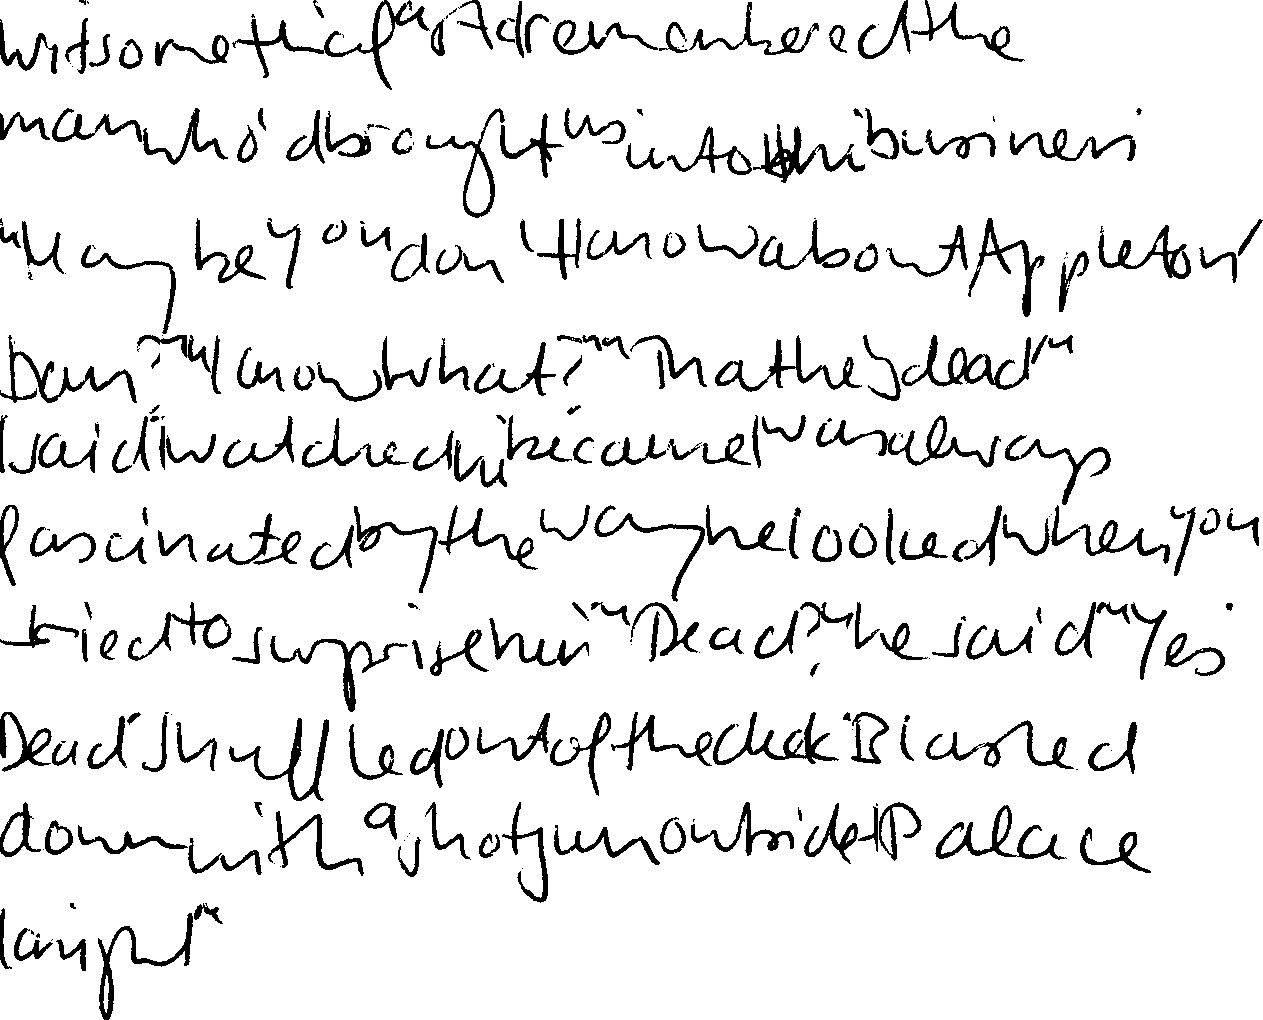 with something fast. I'd remembered the
man who'd brought us into this business.
"Maybe you don't know about Appleton,
Dan?" "Know what?" "That he's dead,"
I said. I watched him because I was always
fascinated by the way he looked when you
tried to surprise him. "Dead?" he said. "Yes.
Dead. Shuffled out of the deck. Blasted
down with a shotgun outside Palace
last night."